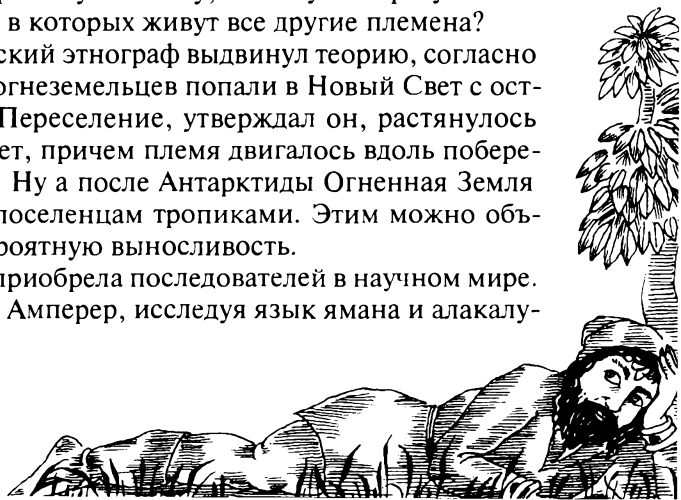 в которых живут все другие племена?
ский этнограф выдвинул теорию, согласно
огнеземельцев попали в Новый Свет с ост-
Переселение, утверждал он, растянулось
ет, причем племя двигалось вдоль побере-
Ну а после Антарктиды Огненная Земля
поселенцам тропиками. Этим можно объ-
роятную выносливость.
приобрела последователей в научном мире.
Амперер, исследуя язык ямана и алакалу-